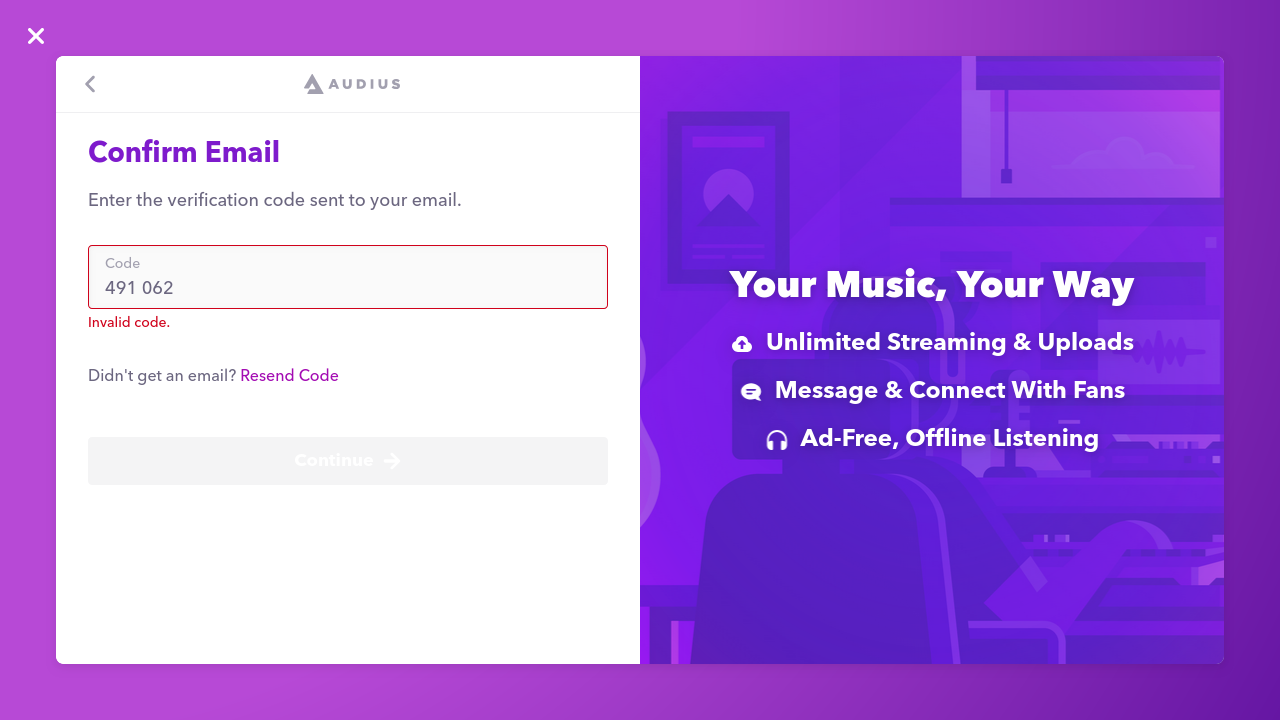 AUDIUS
Confirm Email
Enter the verification code sent to your email.
Code
491 062
Invalid code.
Didn't get an email? Resend Code
Continue
Your Music, Your Way
Unlimited Streaming & Uploads
Message & Connect With Fans
Ad-Free, Offline Listening